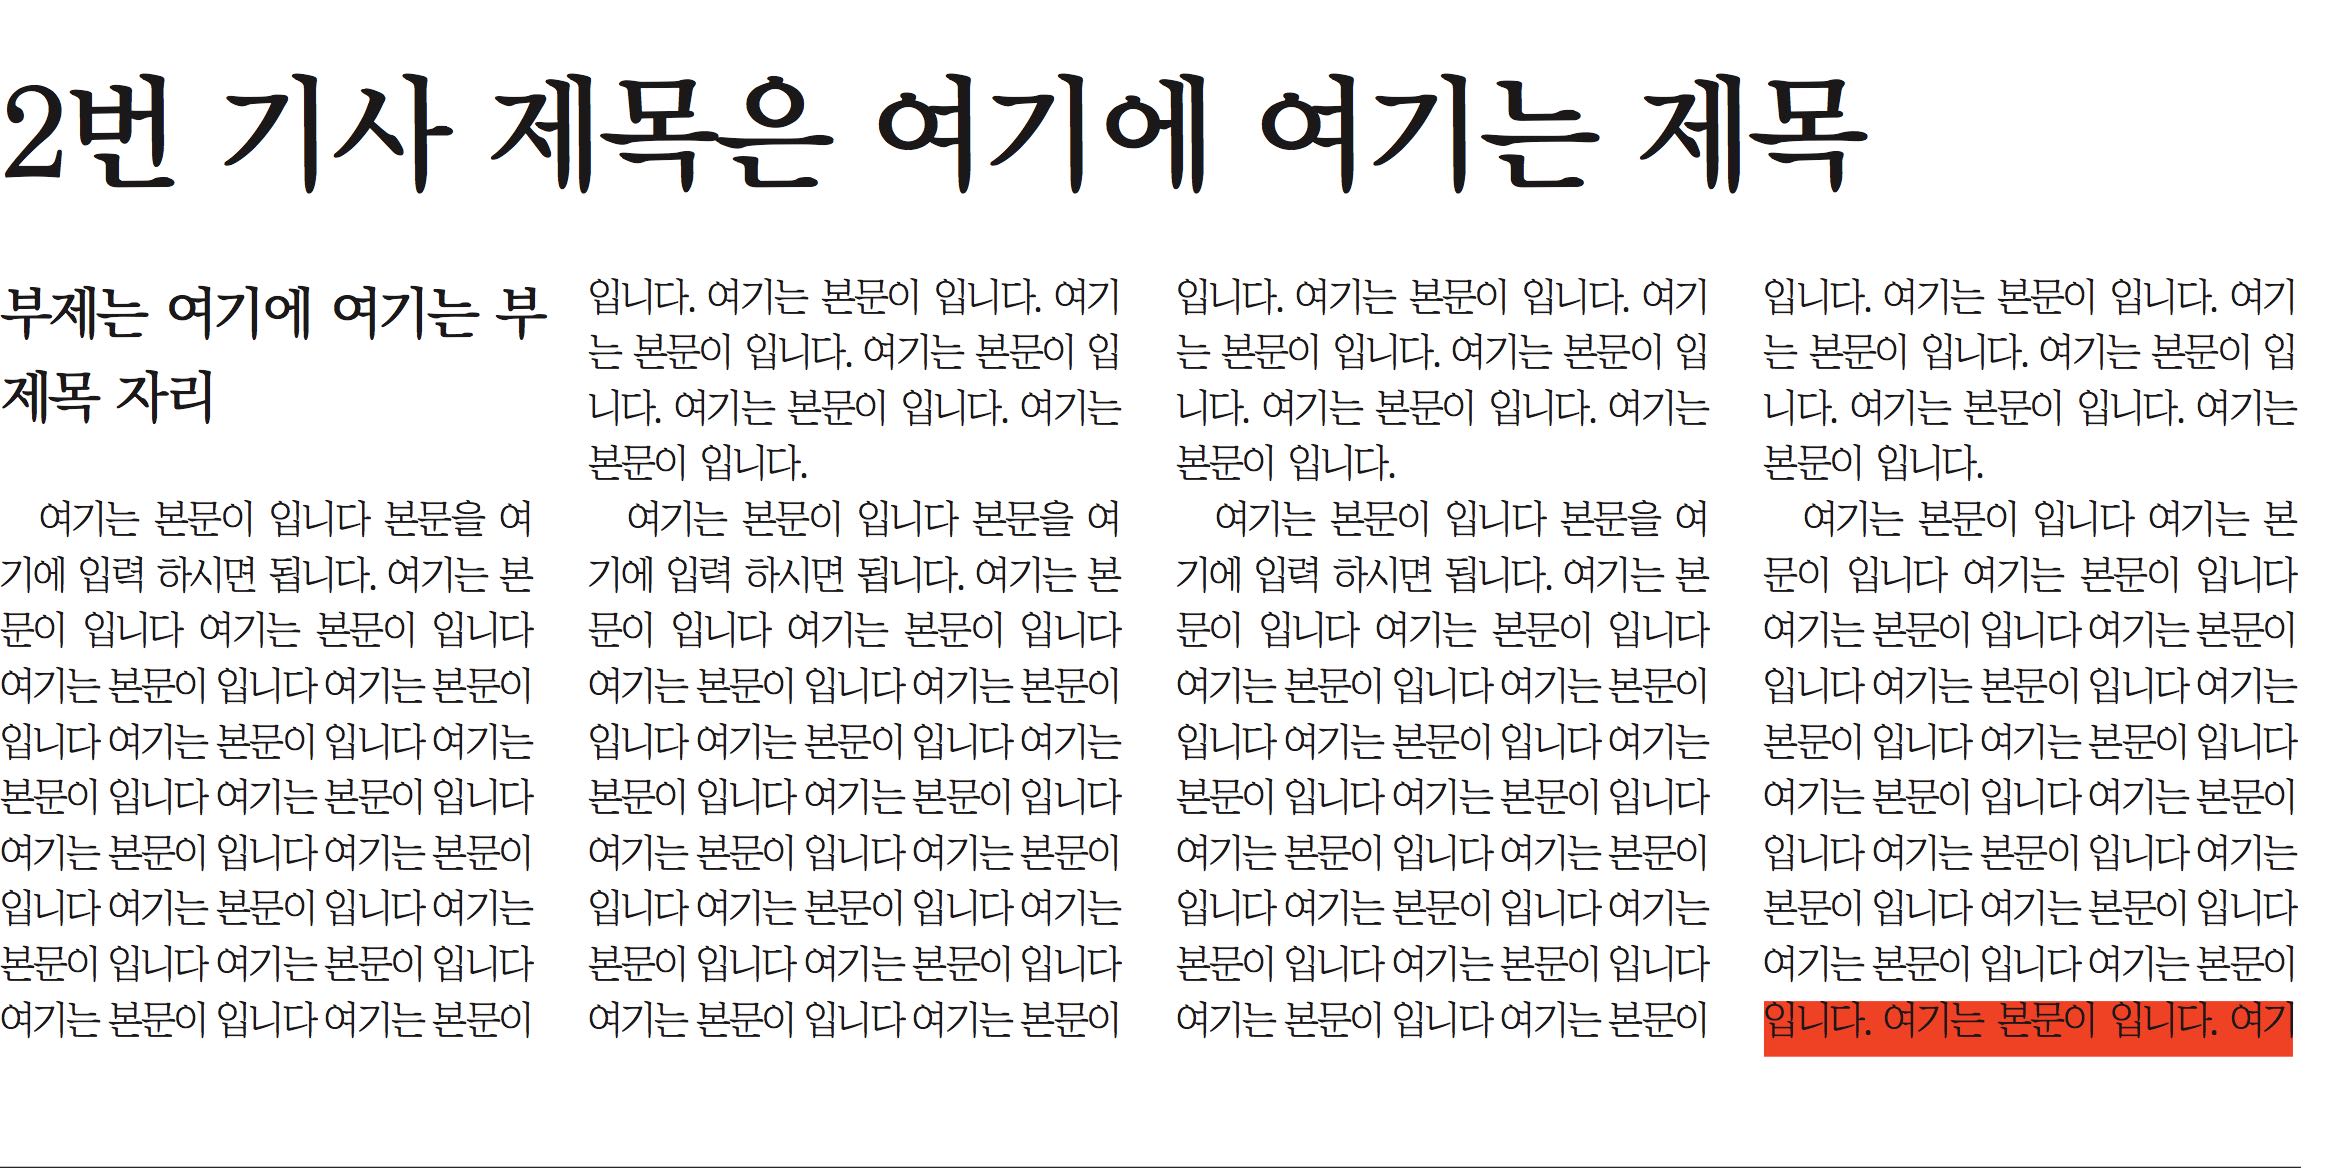 2번 기사 제목은 여기에 여기는 제목
부제는 여기에 여기는 부
제목 자리
여기는 본문이 입니다 본문을 여
기에 입력 하시면 됩니다. 여기는 본
문이 입니다 여기는 본문이 입니다
여기는 본문이 입니다 여기는 본문이
입니다 여기는 본문이 입니다 여기는
본문이 입니다 여기는 본문이 입니다
여기는 본문이 입니다 여기는 본문이
입니다 여기는 본문이 입니다 여기는
본문이 입니다 여기는 본문이 입니다
여기는 본문이 입니다 여기는 본문이
입니다. 여기는 본문이 입니다. 여기
는 본문이 입니다. 여기는 본문이 입
니다. 여기는 본문이 입니다. 여기는
본문이 입니다.
여기는 본문이 입니다 본문을 여
기에 입력 하시면 됩니다. 여기는 본
문이 입니다 여기는 본문이 입니다
여기는 본문이 입니다 여기는 본문이
입니다 여기는 본문이 입니다 여기는
본문이 입니다 여기는 본문이 입니다
여기는 본문이 입니다 여기는 본문이
입니다 여기는 본문이 입니다 여기는
본문이 입니다 여기는 본문이 입니다
여기는 본문이 입니다 여기는 본문이
입니다. 여기는 본문이 입니다. 여기
는 본문이 입니다. 여기는 본문이 입
니다. 여기는 본문이 입니다. 여기는
본문이 입니다.
여기는 본문이 입니다 본문을 여
기에 입력 하시면 됩니다. 여기는 본
문이 입니다 여기는 본문이 입니다
여기는 본문이 입니다 여기는 본문이
입니다 여기는 본문이 입니다 여기는
본문이 입니다 여기는 본문이 입니다
여기는 본문이 입니다 여기는 본문이
입니다 여기는 본문이 입니다 여기는
본문이 입니다 여기는 본문이 입니다
여기는 본문이 입니다 여기는 본문이
입니다. 여기는 본문이 입니다. 여기
는 본문이 입니다. 여기는 본문이 입
니다. 여기는 본문이 입니다. 여기는
본문이 입니다.
여기는 본문이 입니다 여기는 본
문이 입니다 여기는 본문이 입니다
여기는 본문이 입니다 여기는 본문이
입니다 여기는 본문이 입니다 여기는
본문이 입니다 여기는 본문이 입니다
여기는 본문이 입니다 여기는 본문이
입니다 여기는 본문이 입니다 여기는
본문이 입니다 여기는 본문이 입니다
여기는 본문이 입니다 여기는 본문이
입니다. 여기는 본문이 입니다. 여기